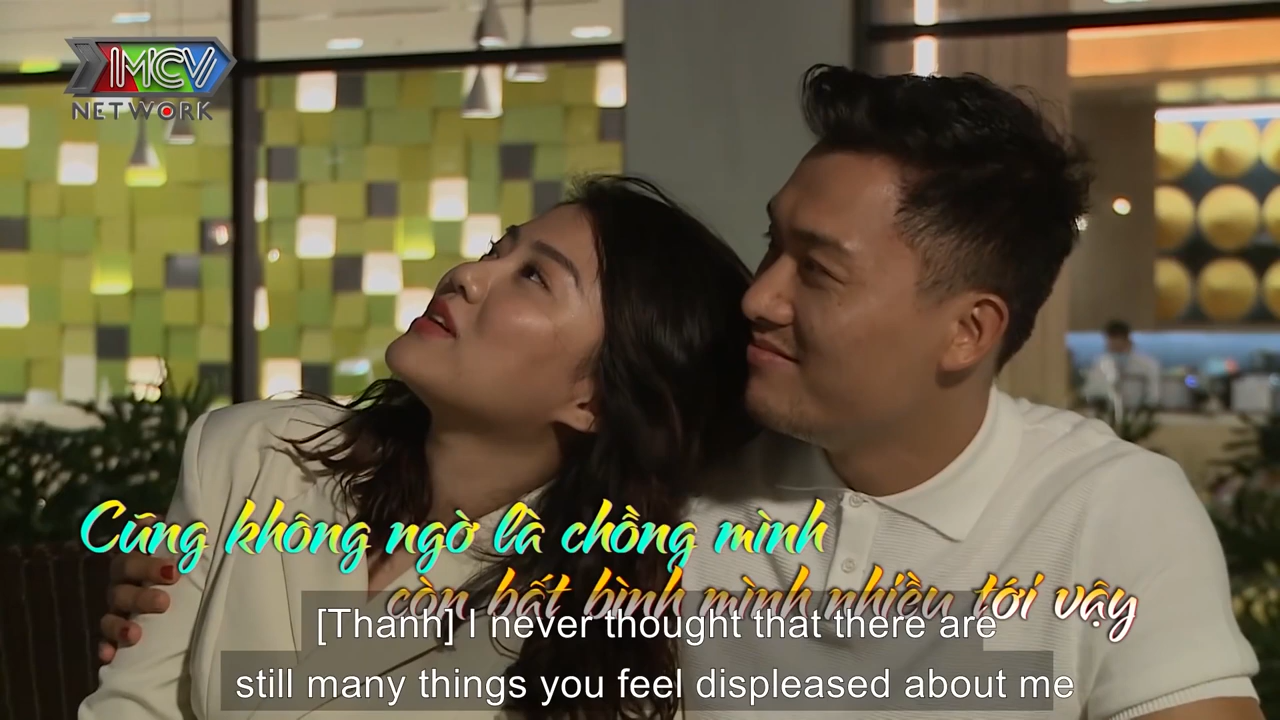 MCV
NETWORK
Cũng không ngờ là chồng mình
còn bất bình mình nhiều tới vậy
[Thanh] I never thought that there are
still many things you feel displeased about me